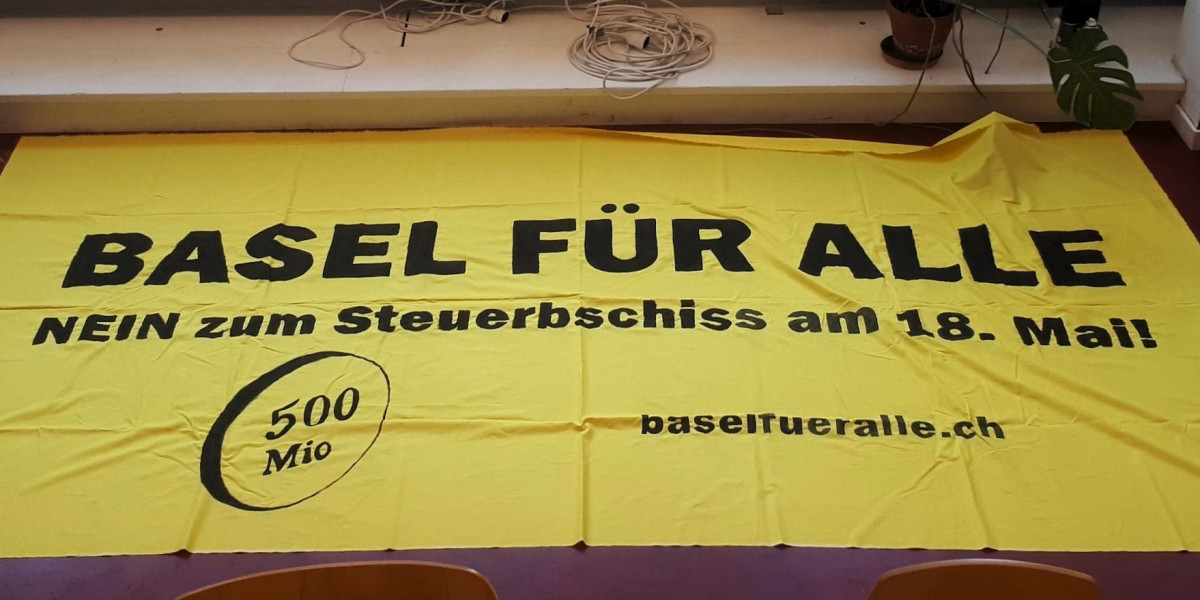 BASEL FÜR ALLE
NEIN zum Steuerbschiss am 18. Mai!
500
Mio
baselfueralle.ch